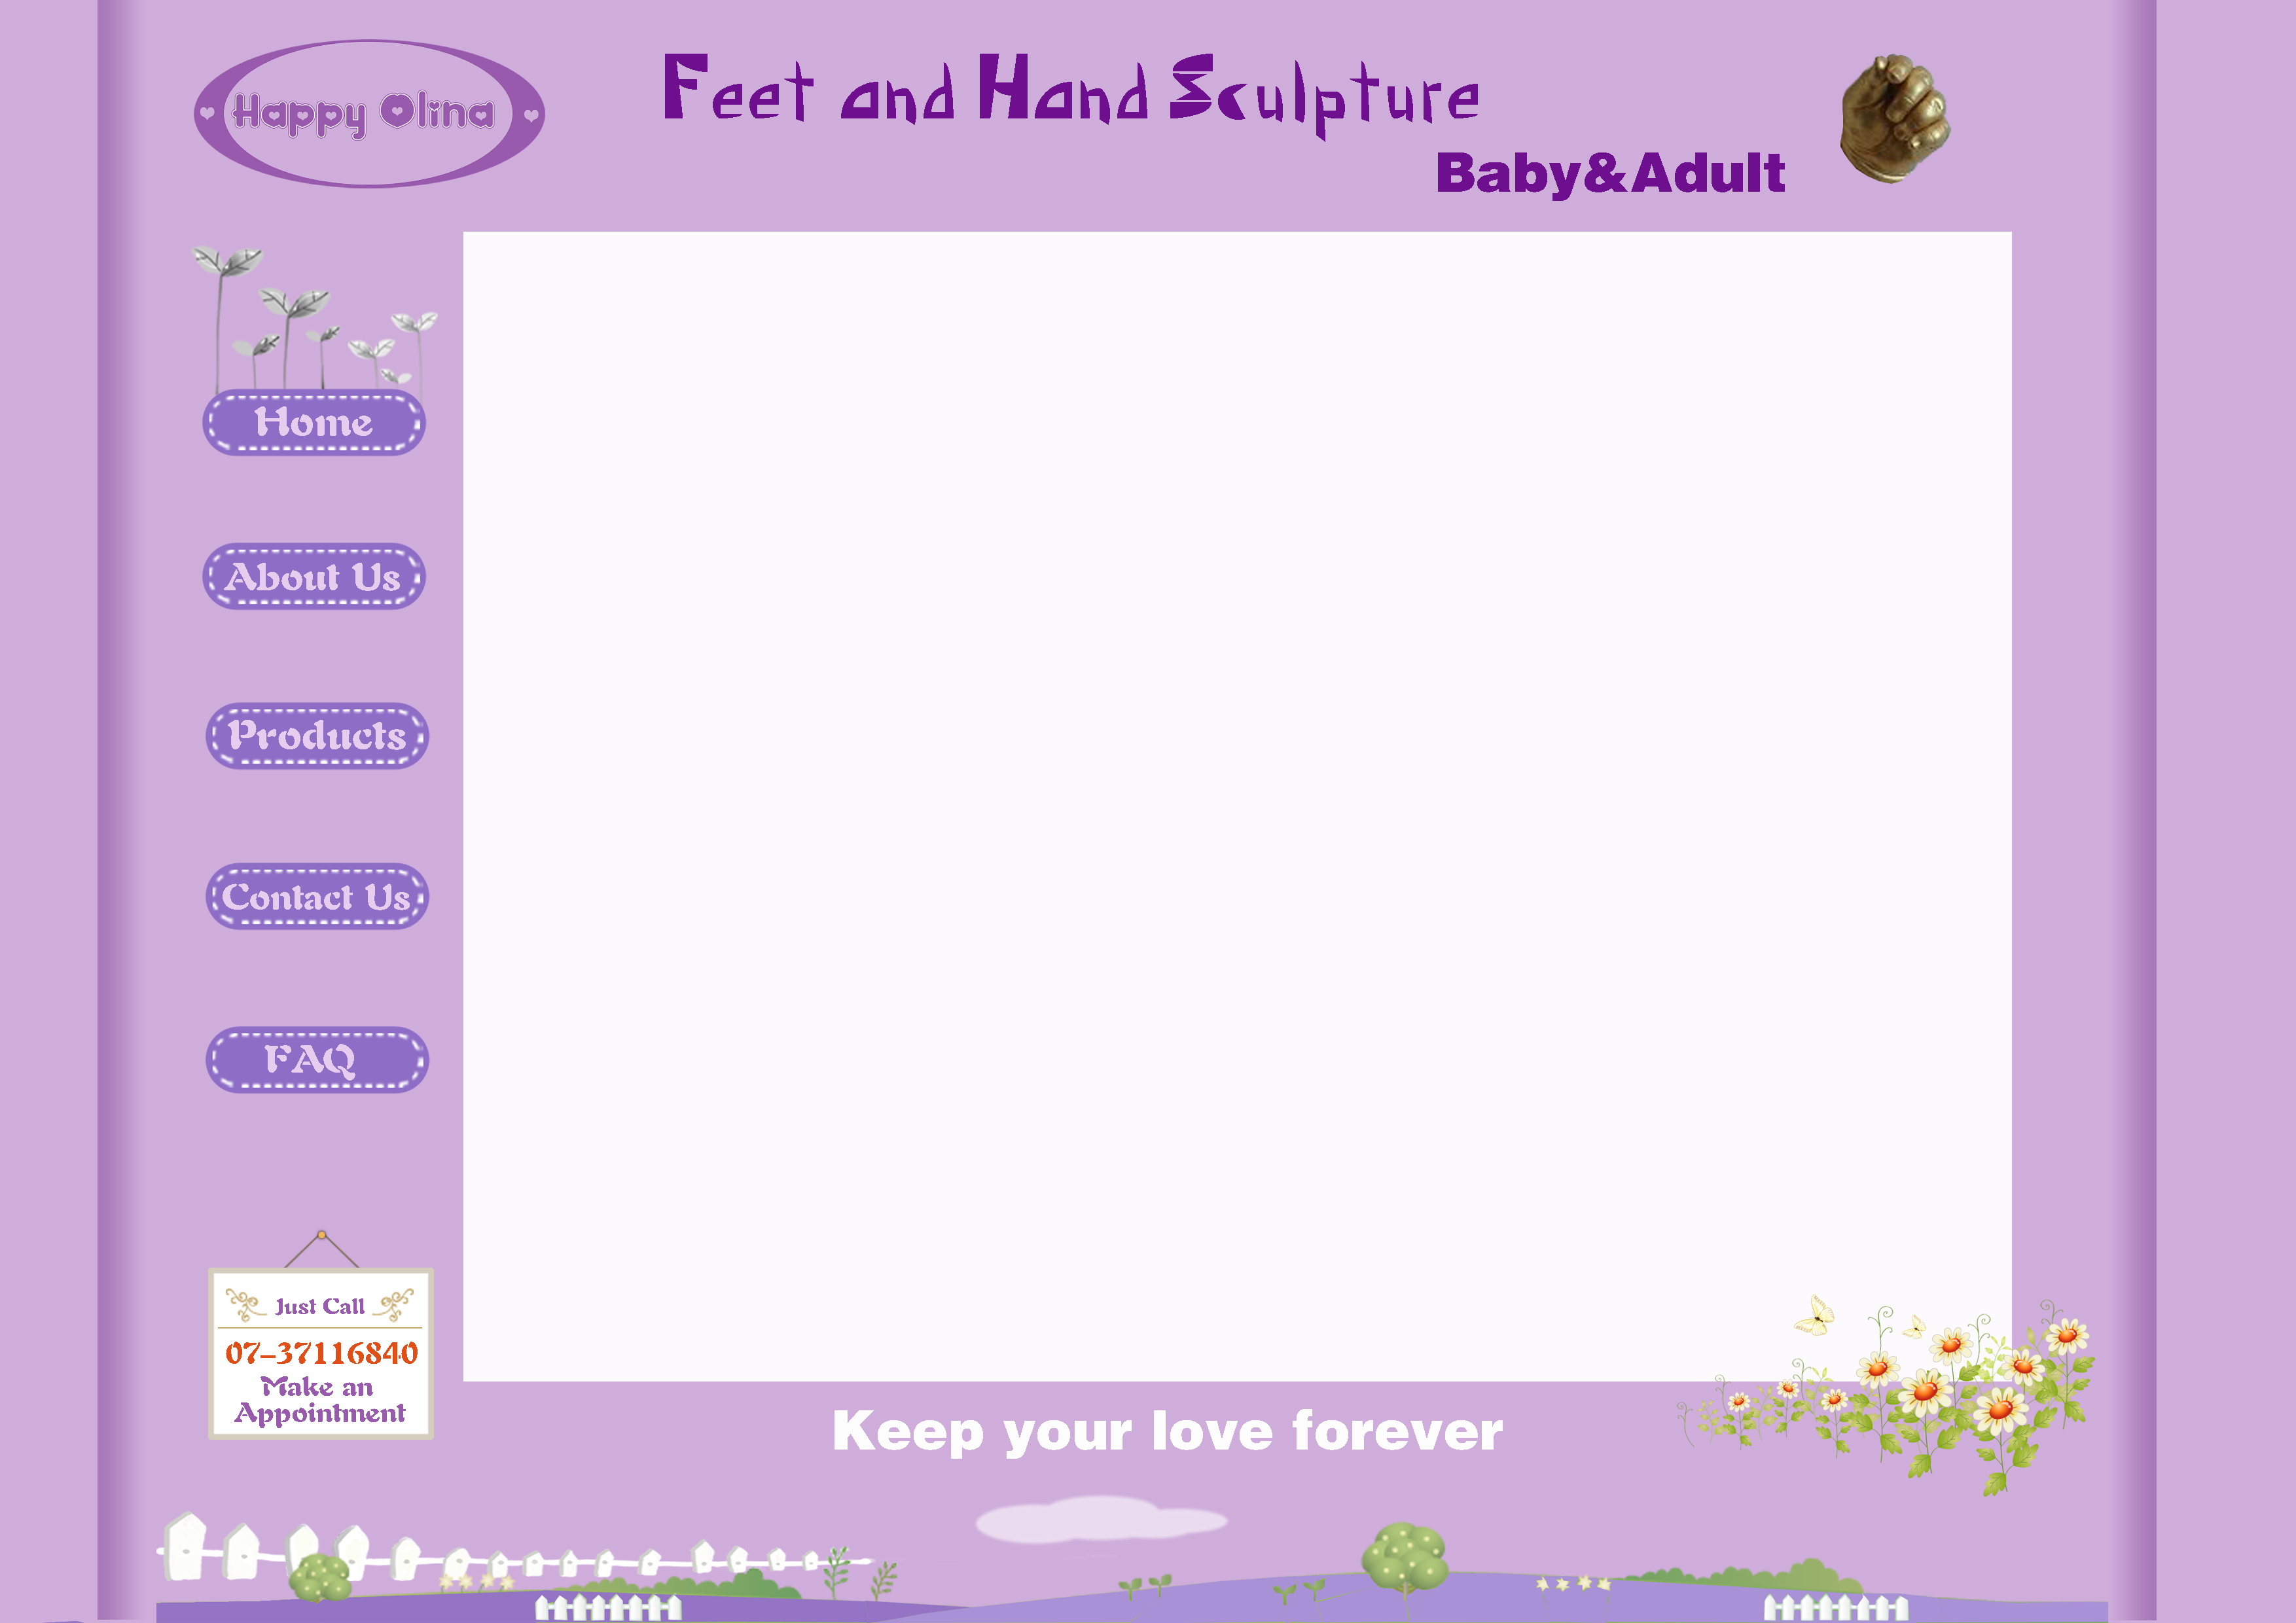 Happy Olina
Feet and Hand Sculpture
Baby&Adult
Home
About Us
Products
Contact Us
FAQ
Just Call
07-37116840
Make an
Appointment
Keep your love forever